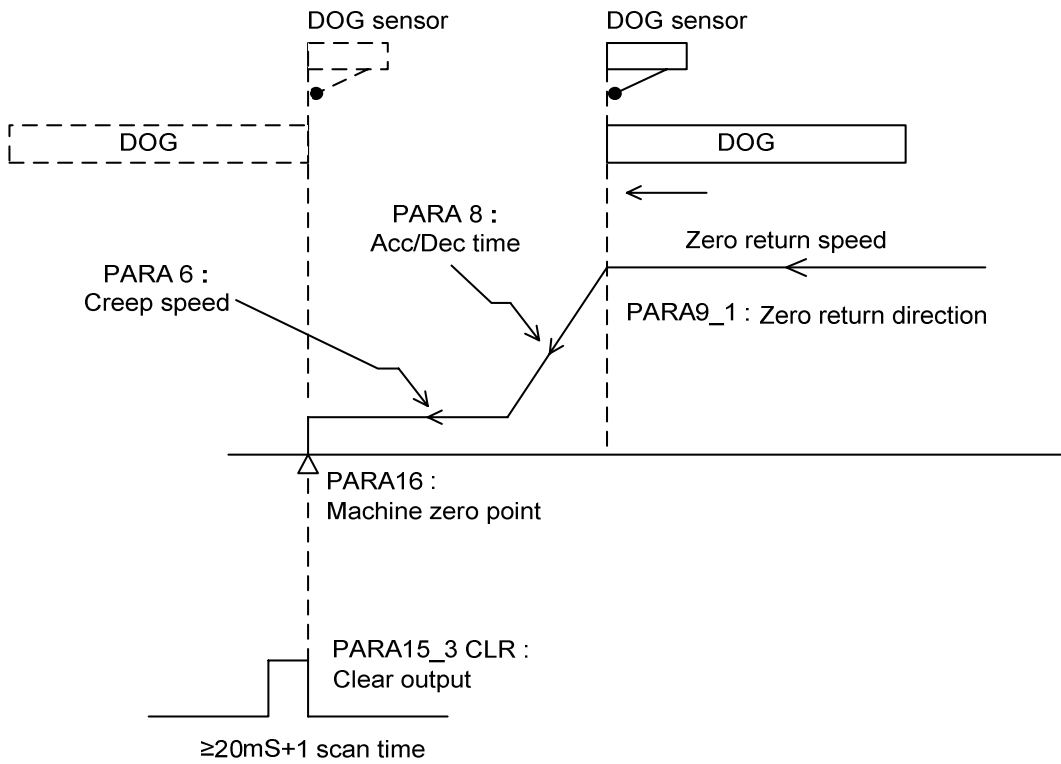 DOG sensor
DOG sensor
DOG
DOG
PARA 8 :
Acc/Dec time
Zero return speed
PARA 6 :
Creep speed
PARA9_1 : Zero return direction
PARA16 :
Machine zero point
PARA15_3 CLR :
Clear output
≥20mS+1 scan time